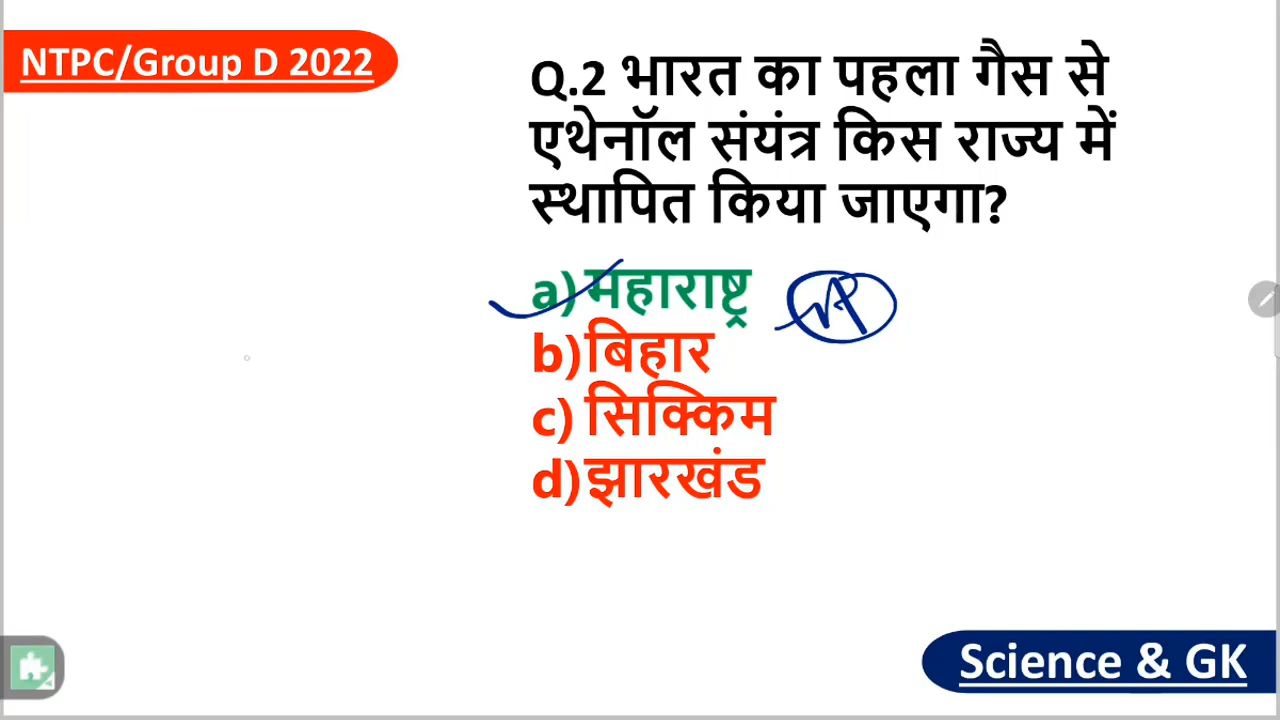 NTPC/Group D 2022
Q.2 भारत का पहला गैस से
एथेनॉल संयंत्र किस राज्य में
स्थापित किया जाएगा?
a) महाराष्ट्र
b) बिहार
c) सिक्किम
d) झारखंड
Science & GK